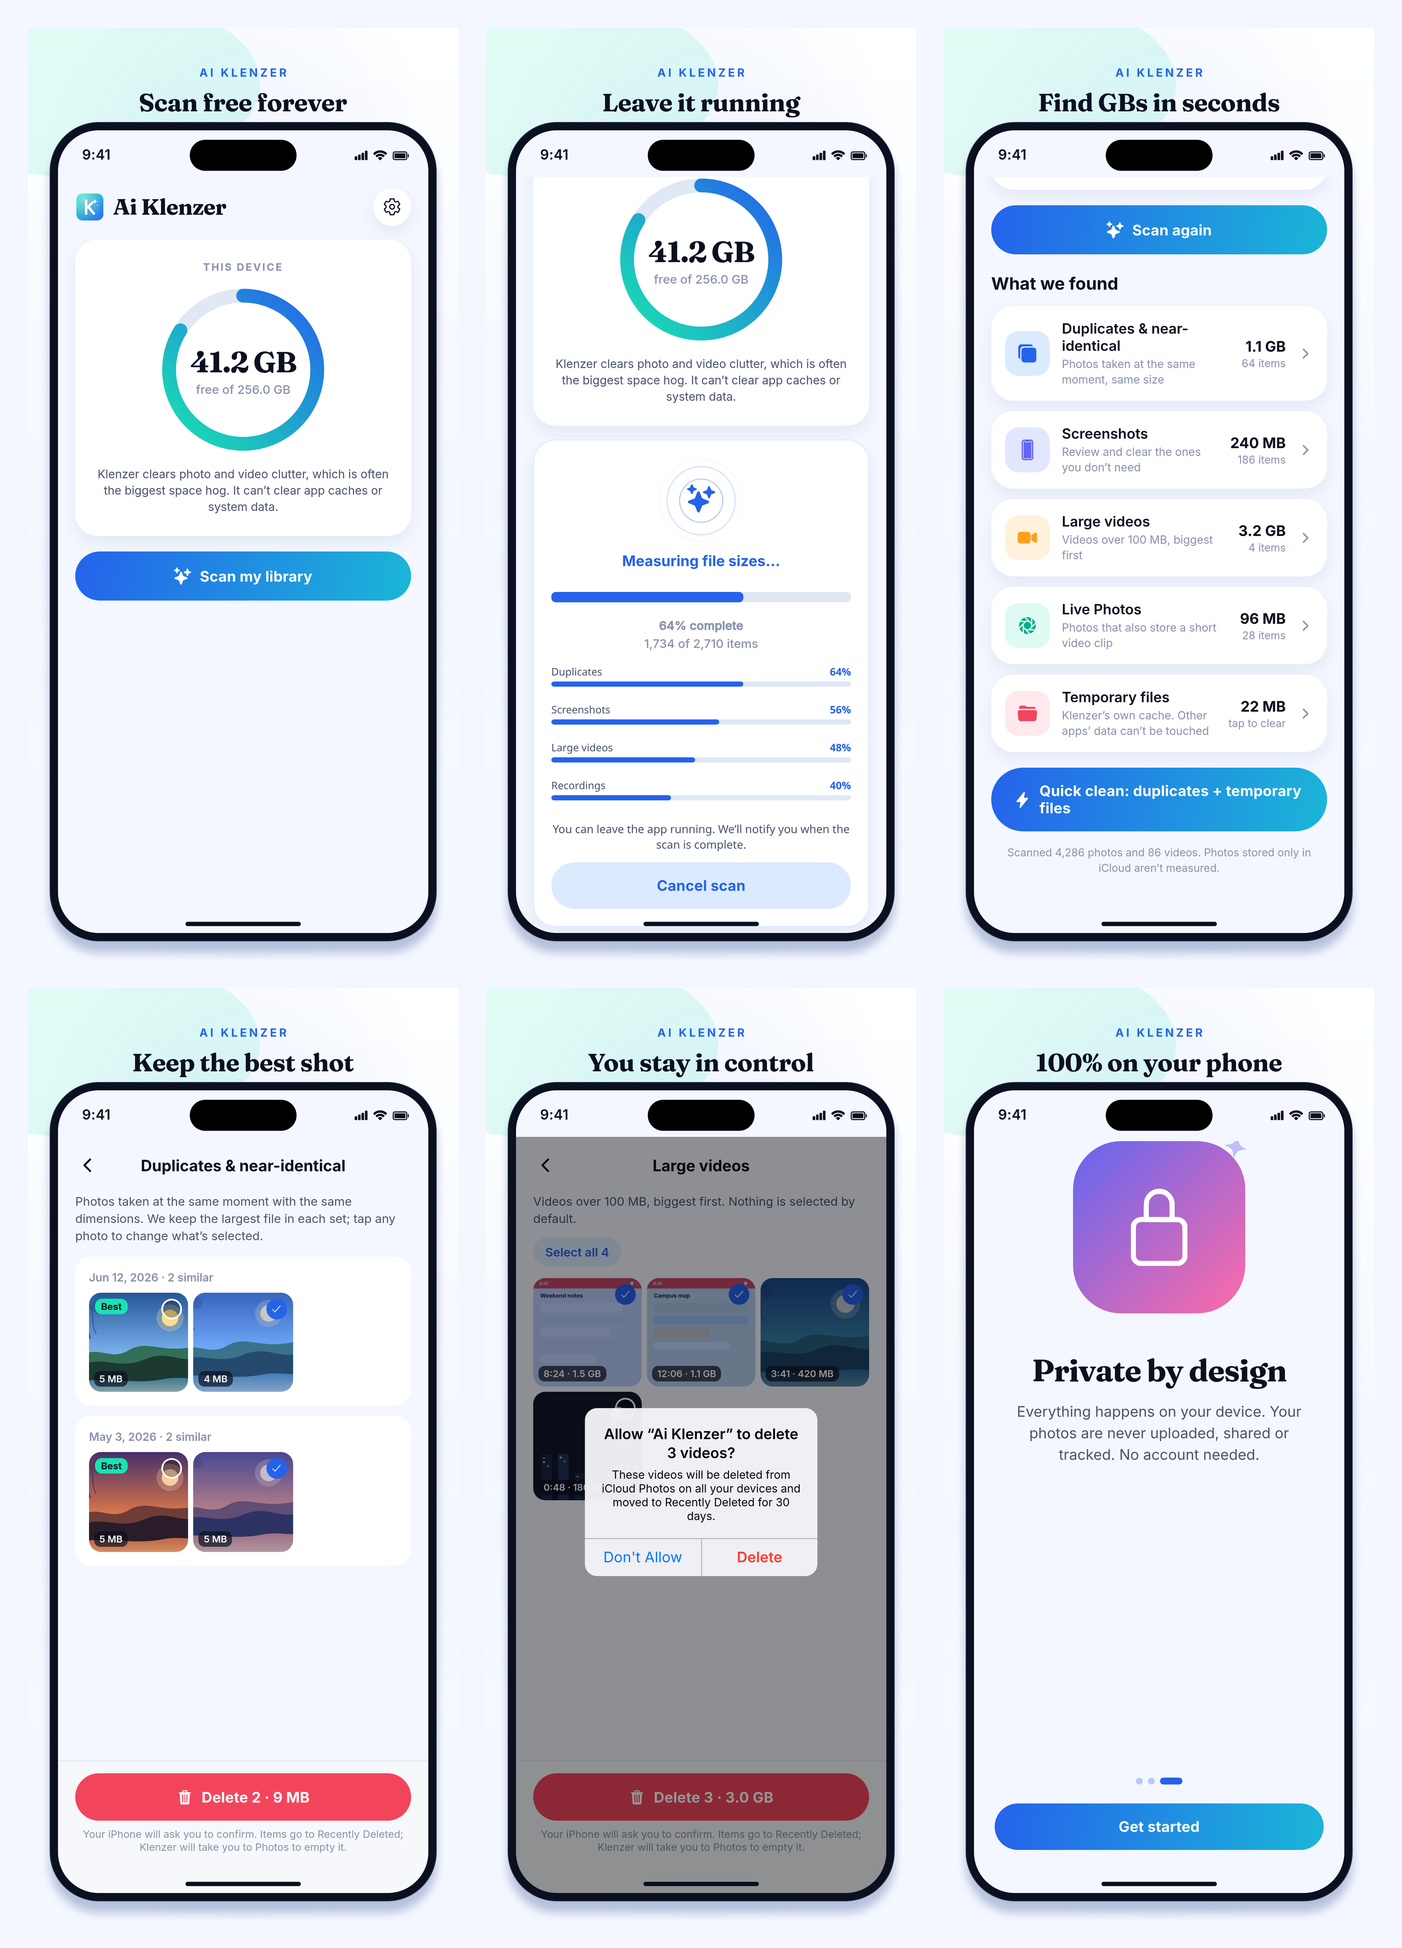 AI KLENZER
Scan free forever
9:41
Ai Klenzer
THIS DEVICE
41.2 GB
free of 256.0 GB
Klenzer clears photo and video clutter, which is often
the biggest space hog. It can't clear app caches or
system data.
Scan my library
AI KLENZER
Leave it running
9:41
41.2 GB
free of 256.0 GB
Klenzer clears photo and video clutter, which is often
the biggest space hog. It can't clear app caches or
system data.
Measuring file sizes...
64% complete
1,734 of 2,710 items
Duplicates 64%
Screenshots 56%
Large videos 48%
Recordings 40%
You can leave the app running. We'll notify you when the
scan is complete.
Cancel scan
AI KLENZER
Find GBs in seconds
9:41
Scan again
What we found
Duplicates & near-
identical
Photos taken at the same
moment, same size
1.1 GB
64 items
Screenshots
Review and clear the ones
you don't need
240 MB
186 items
Large videos
Videos over 100 MB, biggest
first
3.2 GB
4 items
Live Photos
Photos that also store a short
video clip
96 MB
28 items
Temporary files
Klenzer's own cache. Other
apps' data can't be touched
22 MB
tap to clear
Quick clean: duplicates + temporary
files
Scanned 4,286 photos and 86 videos. Photos stored only in
iCloud aren't measured.
AI KLENZER
Keep the best shot
9:41
Duplicates & near-identical
Photos taken at the same moment with the same
dimensions. We keep the largest file in each set; tap any
photo to change what's selected.
Jun 12, 2026 · 2 similar
Best
5 MB
4 MB
May 3, 2026 · 2 similar
Best
5 MB
5 MB
Delete 2 · 9 MB
Your iPhone will ask you to confirm. Items go to Recently Deleted;
Klenzer will take you to Photos to empty it.
AI KLENZER
You stay in control
9:41
Large videos
Videos over 100 MB, biggest first. Nothing is selected by
default.
Select all 4
9:41
Weekend notes
8:24 · 1.5 GB
9:41
Campus map
12:06 · 1.1 GB
3:41 · 420 MB
0:48 · 18
Allow “Ai Klenzer” to delete
3 videos?
These videos will be deleted from
iCloud Photos on all your devices and
moved to Recently Deleted for 30
days.
Don't Allow
Delete
Delete 3 · 3.0 GB
Your iPhone will ask you to confirm. Items go to Recently Deleted;
Klenzer will take you to Photos to empty it.
AI KLENZER
100% on your phone
9:41
Private by design
Everything happens on your device. Your
photos are never uploaded, shared or
tracked. No account needed.
Get started